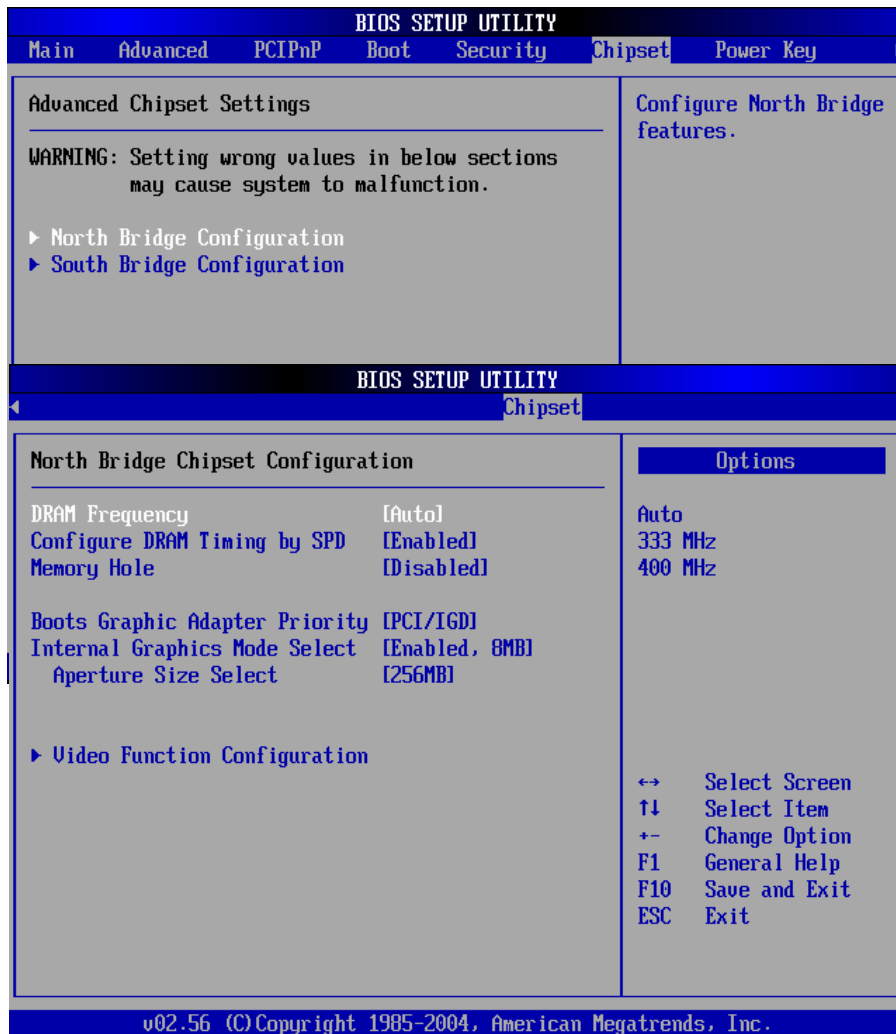 BIOS SETUP UTILITY
Main Advanced PCIPnP Boot Security Chipset Power Key
Advanced Chipset Settings
WARNING: Setting wrong values in below sections
may cause system to malfunction.
▶ North Bridge Configuration
▶ South Bridge Configuration
Configure North Bridge
features.
BIOS SETUP UTILITY
Chipset
North Bridge Chipset Configuration
DRAM Frequency [Auto]
Configure DRAM Timing by SPD [Enabled]
Memory Hole [Disabled]
Boots Graphic Adapter Priority [PCI/IGD]
Internal Graphics Mode Select [Enabled, 8MB]
Aperture Size Select [256MB]
▶ Video Function Configuration
Options
Auto
333 MHz
400 MHz
←→ Select Screen
↑↓ Select Item
+- Change Option
F1 General Help
F10 Save and Exit
ESC Exit
v02.56 (C)Copyright 1985-2004, American Megatrends, Inc.